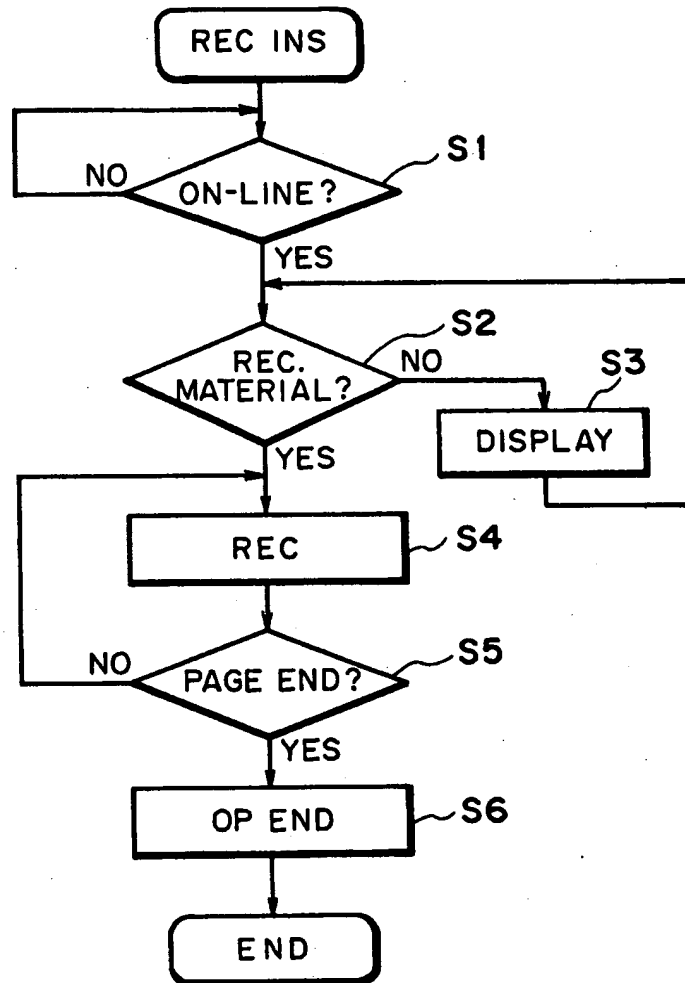 REC INS
S1
NO
ON-LINE?
YES
S2
REC.
MATERIAL?
NO
S3
DISPLAY
YES
REC
S4
NO
PAGE END?
S5
YES
OP END
S6
END